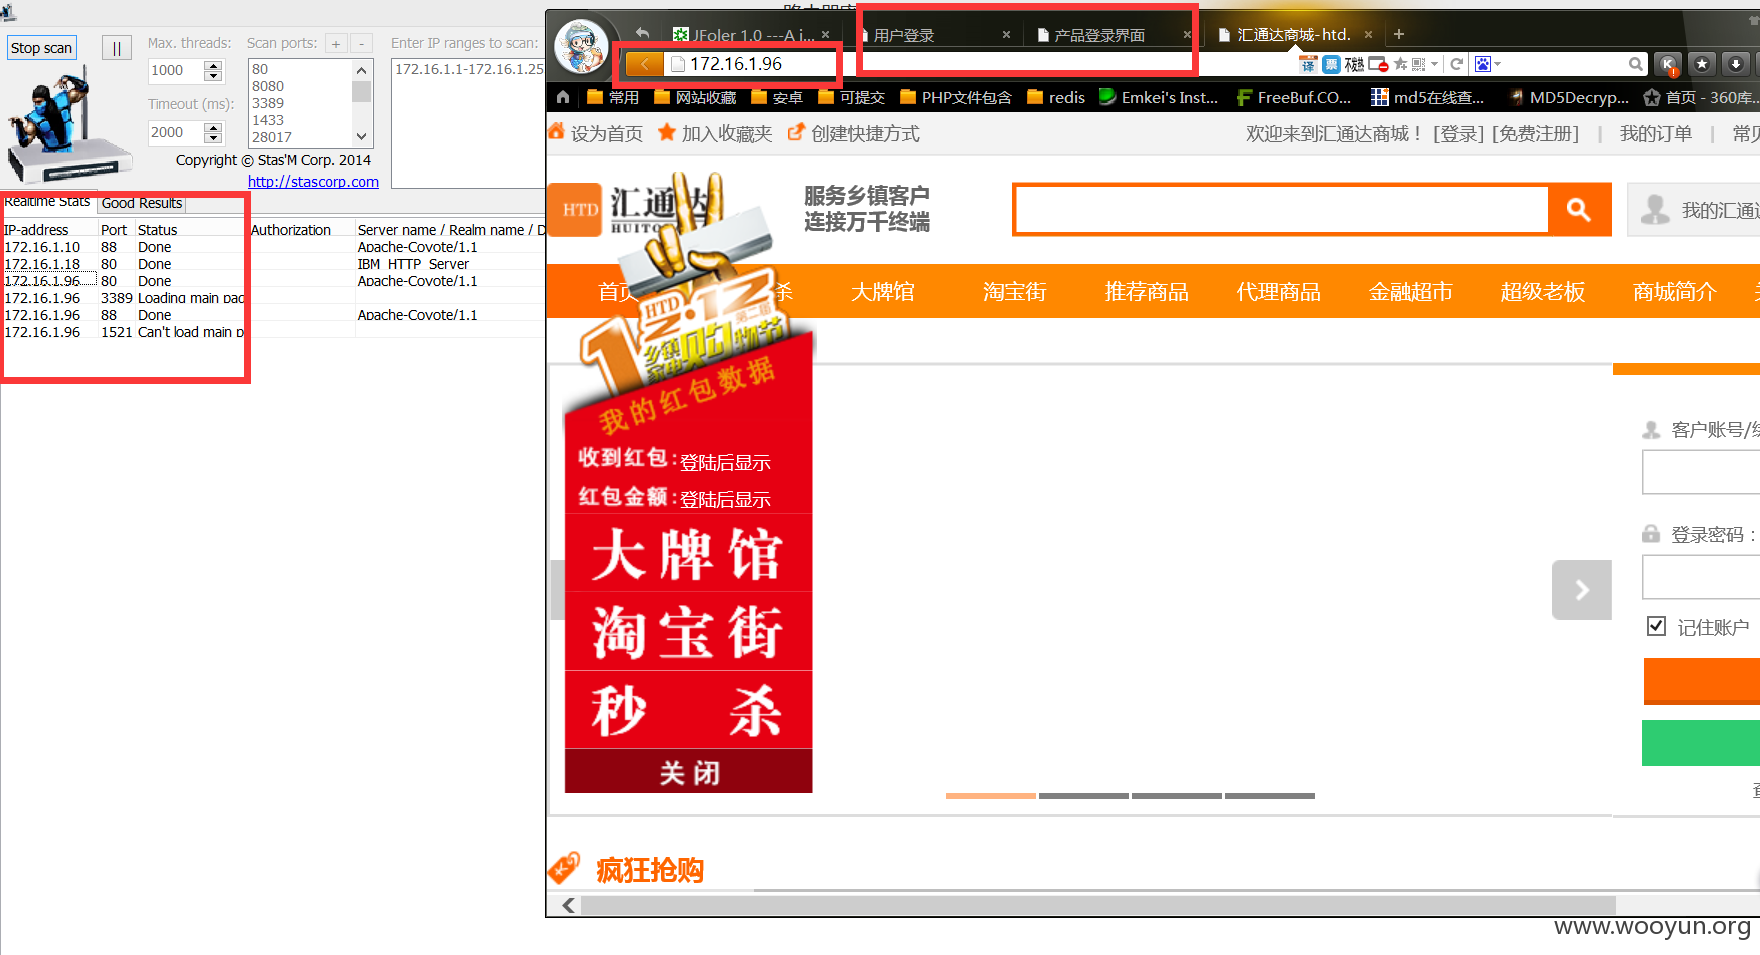 Stop scan
||
Max. threads:
1000
Timeout (ms):
2000
Scan ports:
+
-
80
8080
3389
1433
28017
Enter IP ranges to scan:
172.16.1.1-172.16.1.25
Copyright © Stas'M Corp. 2014
http://stascorp.com
Realtime Stats
Good Results
IP-address Port Status Authorization Server name / Realm name / D
172.16.1.10 88 Done Apache-Coyote/1.1
172.16.1.18 80 Done IBM_HTTP_Server
172.16.1.96 80 Done Apache-Coyote/1.1
172.16.1.96 3389 Loading main pag
172.16.1.96 88 Done Apache-Coyote/1.1
172.16.1.96 1521 Can't load main p
JFoler 1.0 ---A i...
用户登录
产品登录界面
汇通达商城-htd.
172.16.1.96
译
票
常用
网站收藏
安卓
可提交
PHP文件包含
redis
Emkei's Inst...
FreeBuf.CO...
md5在线查...
MD5Decryp...
首页 - 360库...
设为首页
加入收藏夹
创建快捷方式
欢迎来到汇通达商城！ [登录] [免费注册] | 我的订单 | 常见
HTD
汇通达
服务乡镇客户
连接万千终端
我的汇通达
首页
杀
大牌馆
淘宝街
推荐商品
代理商品
金融超市
超级老板
商城简介
HTD
12.12
第二届
乡镇
家电
购物节
我的红包数据
收到红包:登陆后显示
红包金额:登陆后显示
大牌馆
淘宝街
秒 杀
关闭
客户账号/
登录密码：
记住账户
疯狂抢购
www.wooyun.org